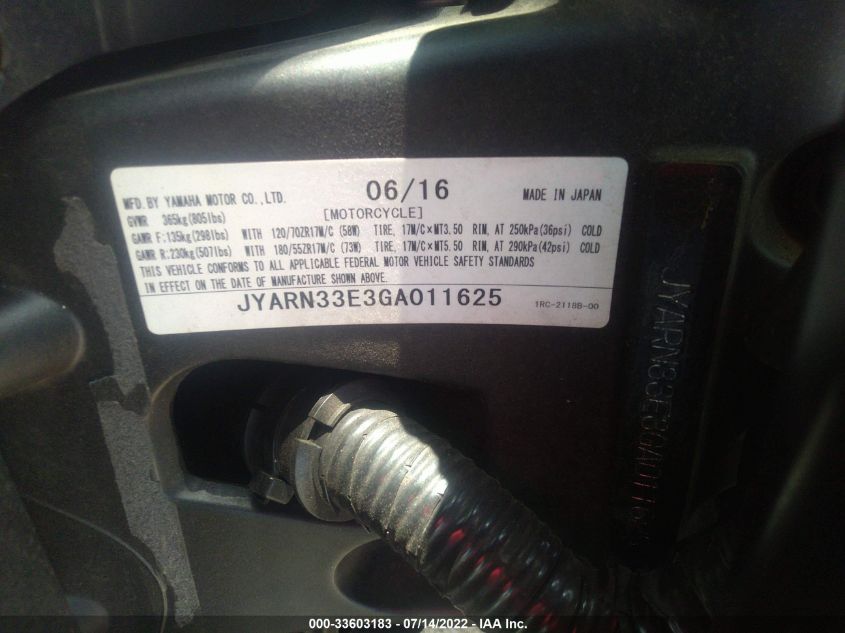 MFD. BY YAMAHA MOTOR CO.,LTD. 06/16 MADE IN JAPAN
GVWR 365kg(805lbs) [MOTORCYCLE]
GAWR F:135kg(298lbs) WITH 120/70ZR17M/C (58W) TIRE, 17M/C×MT3.50 RIM, AT 250kPa(36psi) COLD
GAWR R:230kg(507lbs) WITH 180/55ZR17M/C (73W) TIRE, 17M/C×MT5.50 RIM, AT 290kPa(42psi) COLD
THIS VEHICLE CONFORMS TO ALL APPLICABLE FEDERAL MOTOR VEHICLE SAFETY STANDARDS
IN EFFECT ON THE DATE OF MANUFACTURE SHOWN ABOVE.
JYARN33E3GA011625 1RC-2118B-00
JYARN33E3GA011625
000-33603183 - 07/14/2022 - IAA Inc.